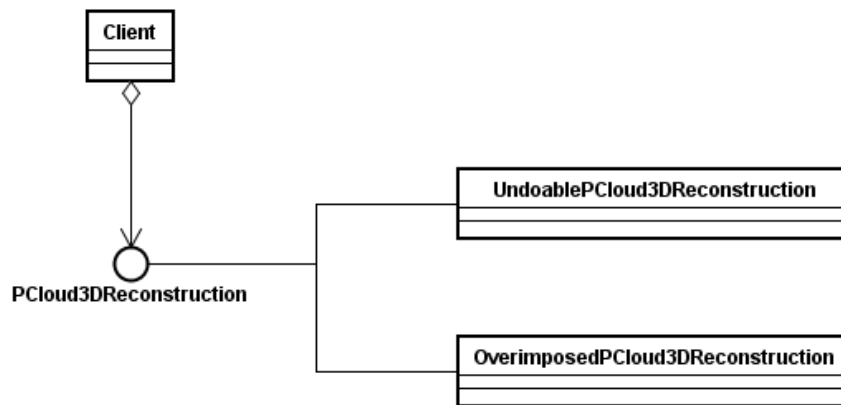 Client
UndoablePCloud3DReconstruction
PCloud3DReconstruction
OverimposedPCloud3DReconstruction